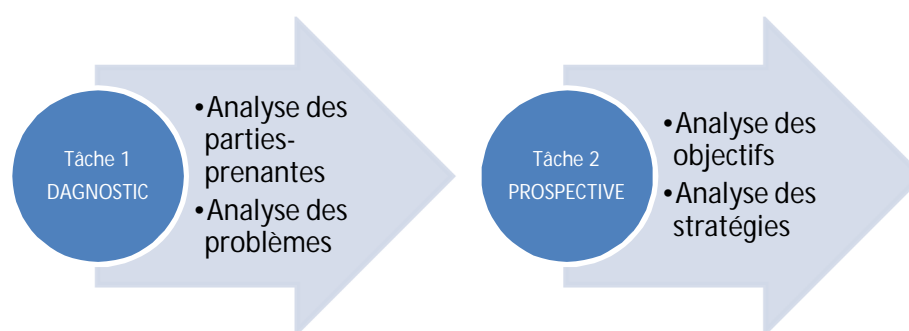 Tâche 1
DAGNOSTIC
•Analyse des
parties-
prenantes
•Analyse des
problèmes
Tâche 2
PROSPECTIVE
•Analyse des
objectifs
•Analyse des
stratégies